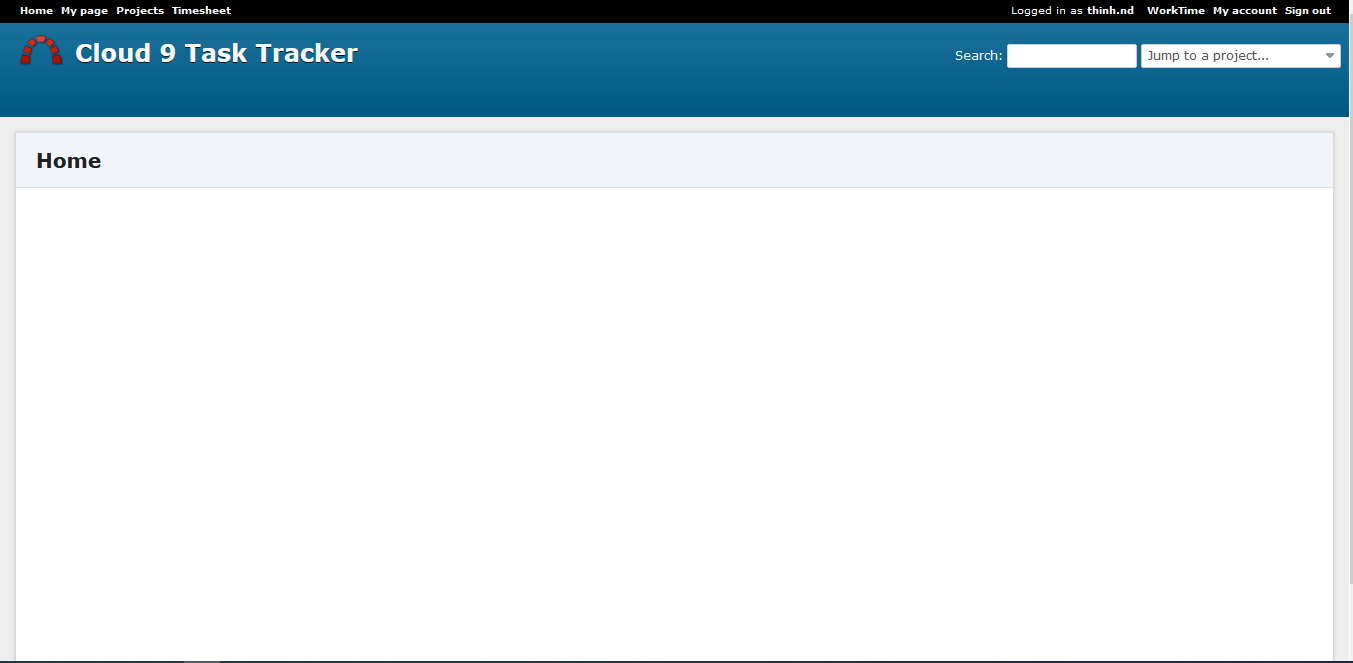 Home My page Projects Timesheet Logged in as thinh.nd WorkTime My account Sign out
Cloud 9 Task Tracker Search: Jump to a project...
Home